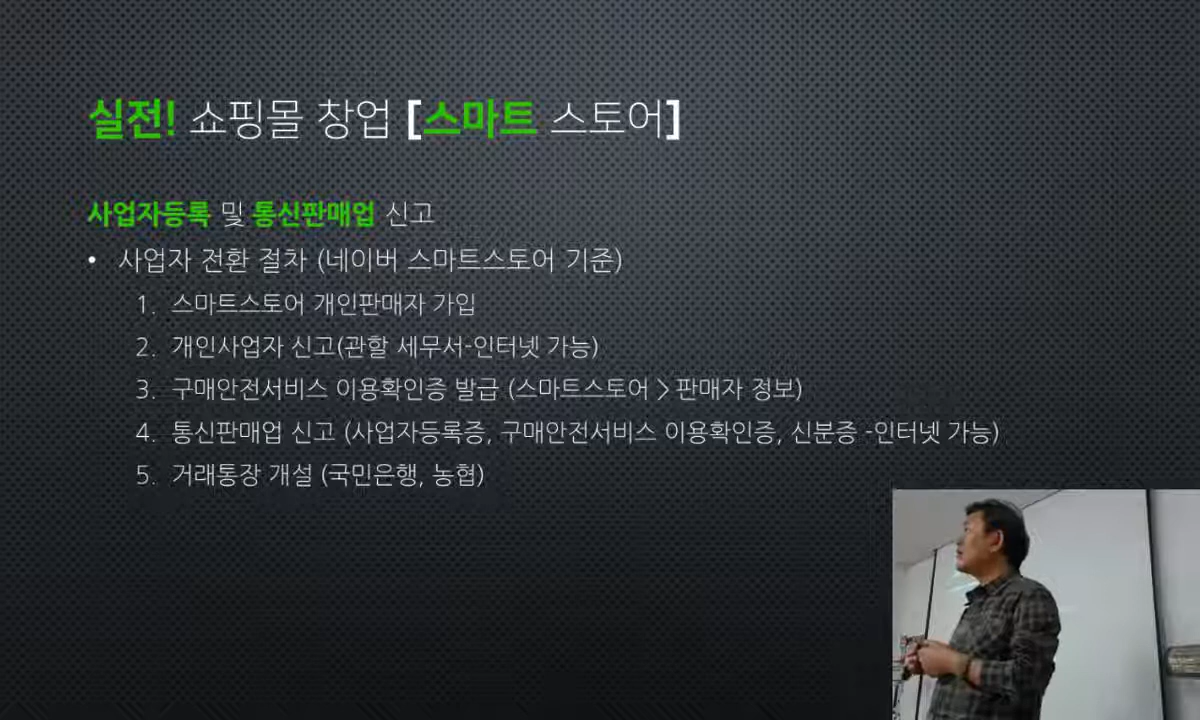 실전! 쇼핑몰 창업 [스마트 스토어]
사업자등록 및 통신판매업 신고
• 사업자 전환 절차 (네이버 스마트스토어 기준)
1. 스마트스토어 개인판매자 가입
2. 개인사업자 신고(관할 세무서-인터넷 가능)
3. 구매안전서비스 이용확인증 발급 (스마트스토어 > 판매자 정보)
4. 통신판매업 신고 (사업자등록증, 구매안전서비스 이용확인증, 신분증 -인터넷 가능)
5. 거래통장 개설 (국민은행, 농협)